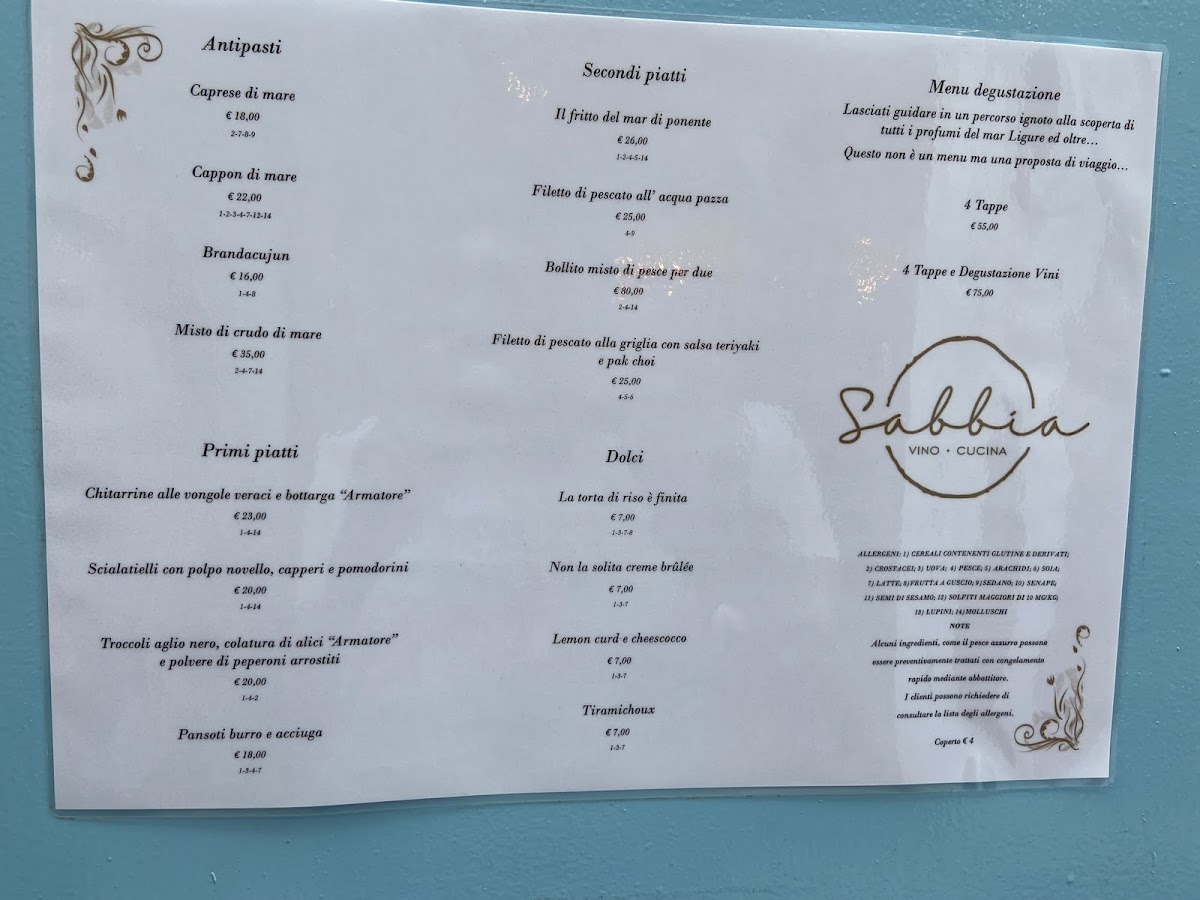 Antipasti
Caprese di mare
€ 18,00
2-7-8-9
Cappon di mare
€ 22,00
1-2-3-4-7-12-14
Brandacujun
€ 16,00
1-4-8
Misto di crudo di mare
€ 35,00
2-4-7-14
Primi piatti
Chitarrine alle vongole veraci e bottarga “Armatore”
€ 23,00
1-4-14
Scialatielli con polpo novello, capperi e pomodorini
€ 20,00
1-4-14
Troccoli aglio nero, colatura di alici “Armatore”
e polvere di peperoni arrostiti
€ 20,00
1-4-2
Pansoti burro e acciuga
€ 18,00
1-3-4-7
Secondi piatti
Il fritto del mar di ponente
€ 26,00
1-2-4-5-14
Filetto di pescato all’ acqua pazza
€ 25,00
4-9
Bollito misto di pesce per due
€ 80,00
2-4-14
Filetto di pescato alla griglia con salsa teriyaki
e pak choi
€ 25,00
4-5-6
Dolci
La torta di riso è finita
€ 7,00
1-3-7-8
Non la solita creme brûlée
€ 7,00
1-3-7
Lemon curd e cheescocco
€ 7,00
1-3-7
Tiramichoux
€ 7,00
1-3-7
Menu degustazione
Lasciati guidare in un percorso ignoto alla scoperta di
tutti i profumi del mar Ligure ed oltre...
Questo non è un menu ma una proposta di viaggio...
4 Tappe
€ 55,00
4 Tappe e Degustazione Vini
€ 75,00
Sabbia
VINO • CUCINA
ALLERGENI: 1) CEREALI CONTENENTI GLUTINE E DERIVATI;
2) CROSTACEI; 3) UOVA; 4) PESCE; 5) ARACHIDI; 6) SOIA;
7) LATTE; 8)FRUTTA A GUSCIO; 9)SEDANO; 10) SENAPE;
11) SEMI DI SESAMO; 12) SOLFITI MAGGIORI DI 10 MG/KG;
13) LUPINI; 14)MOLLUSCHI
NOTE
Alcuni ingredienti, come il pesce azzurro possono
essere preventivamente trattati con congelamento
rapido mediante abbattitore.
I clienti possono richiedere di
consultare la lista degli allergeni.
Coperto € 4